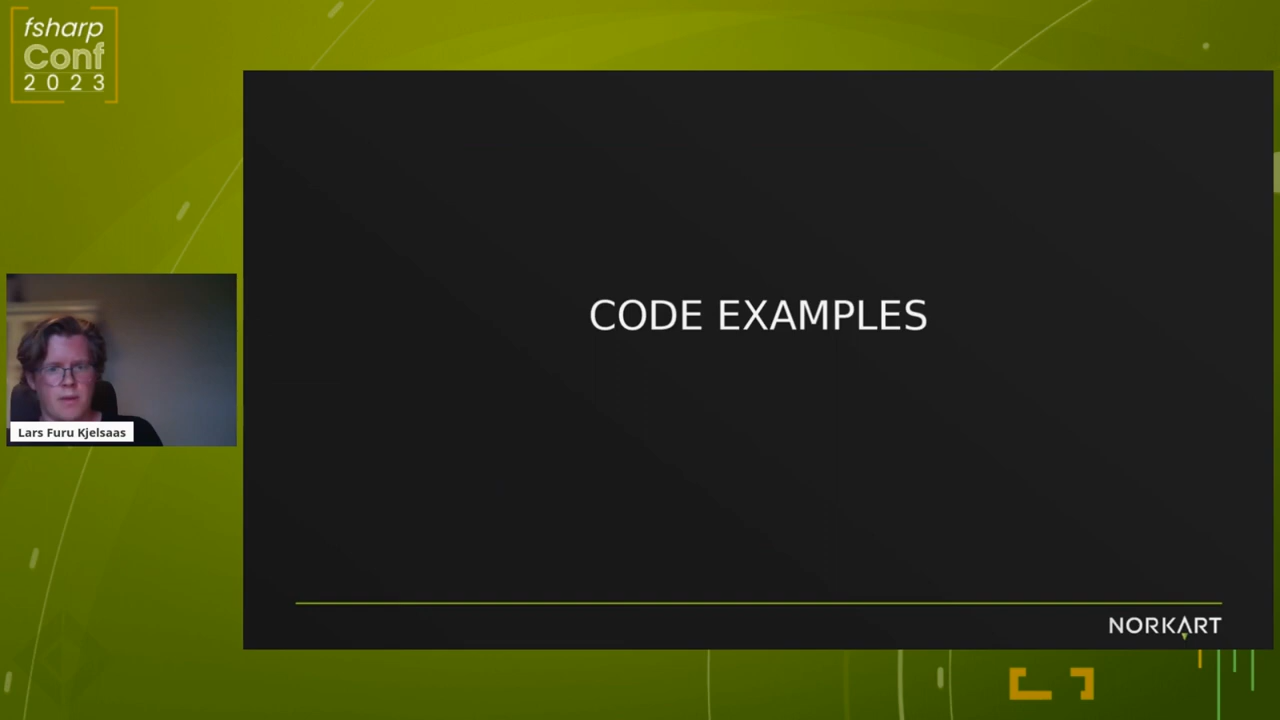 fsharp
Conf
2023
CODE EXAMPLES
Lars Furu Kjelsaas
NORKART